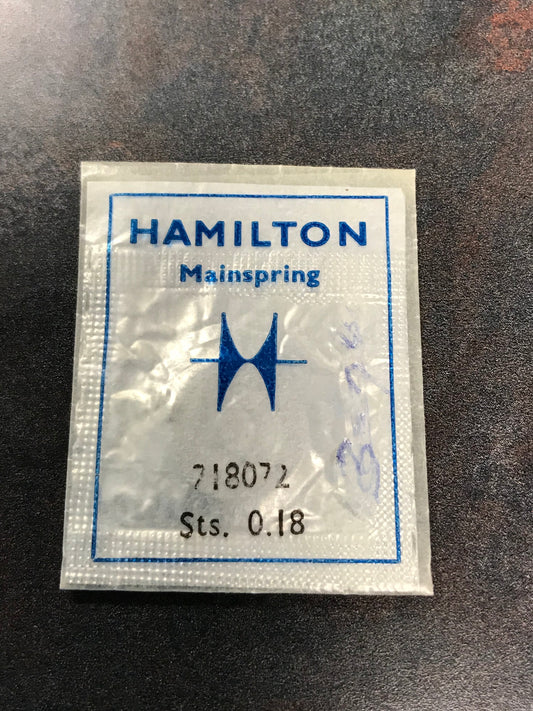 HAMILTON
Mainspring
718072
Sts. 0.18